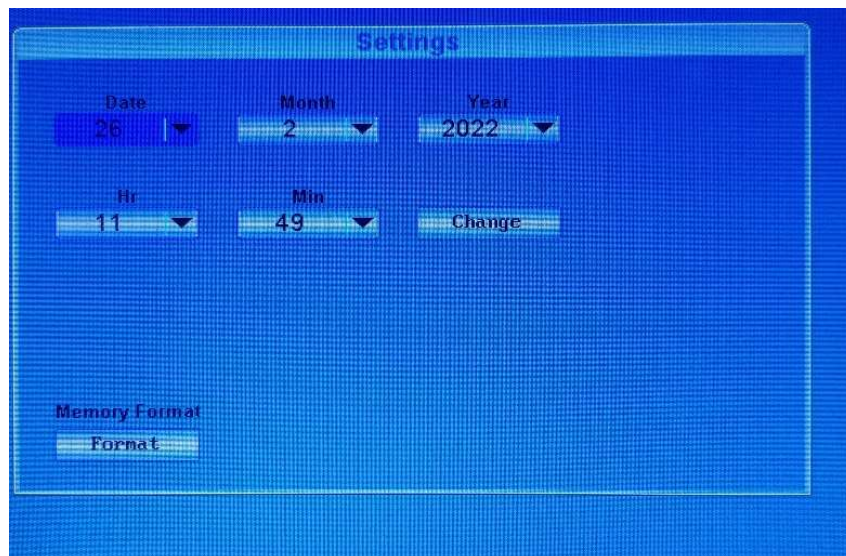 Settings
Date Month Year
26 2 2022
Hr Min
11 49 Change
Memory Format
Format